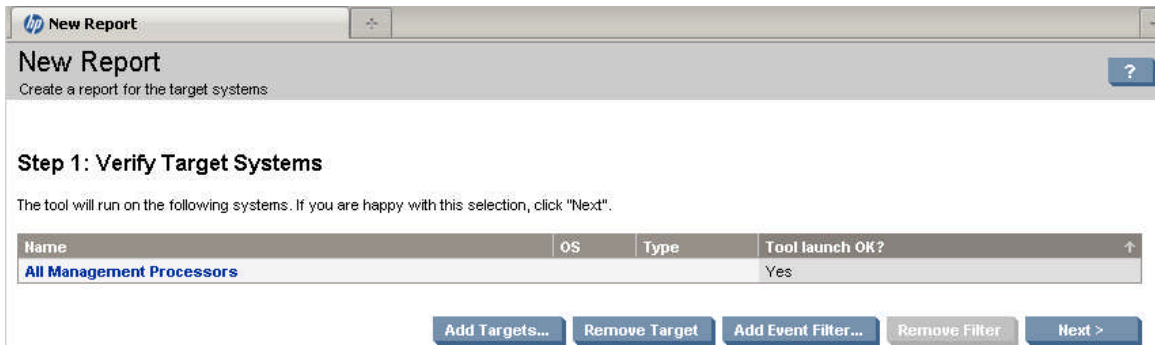 hp New Report
New Report
?
Create a report for the target systems
Step 1: Verify Target Systems
The tool will run on the following systems. If you are happy with this selection, click "Next".
Name OS Type Tool launch OK?
All Management Processors Yes
Add Targets... Remove Target Add Event Filter... Remove Filter Next >